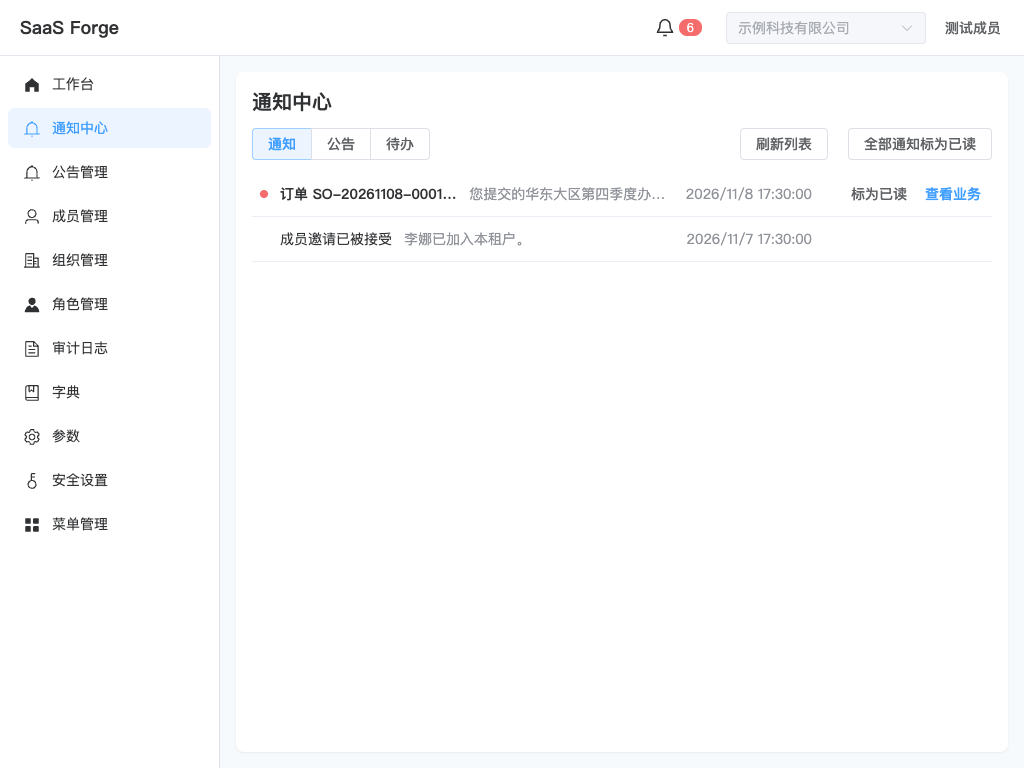 SaaS Forge
6
示例科技有限公司
测试成员
工作台
通知中心
公告管理
成员管理
组织管理
角色管理
审计日志
字典
参数
安全设置
菜单管理
通知中心
通知 公告 待办
刷新列表 全部通知标为已读
订单 SO-20261108-0001... 您提交的华东大区第四季度办... 2026/11/8 17:30:00 标为已读 查看业务
成员邀请已被接受 李娜已加入本租户。 2026/11/7 17:30:00